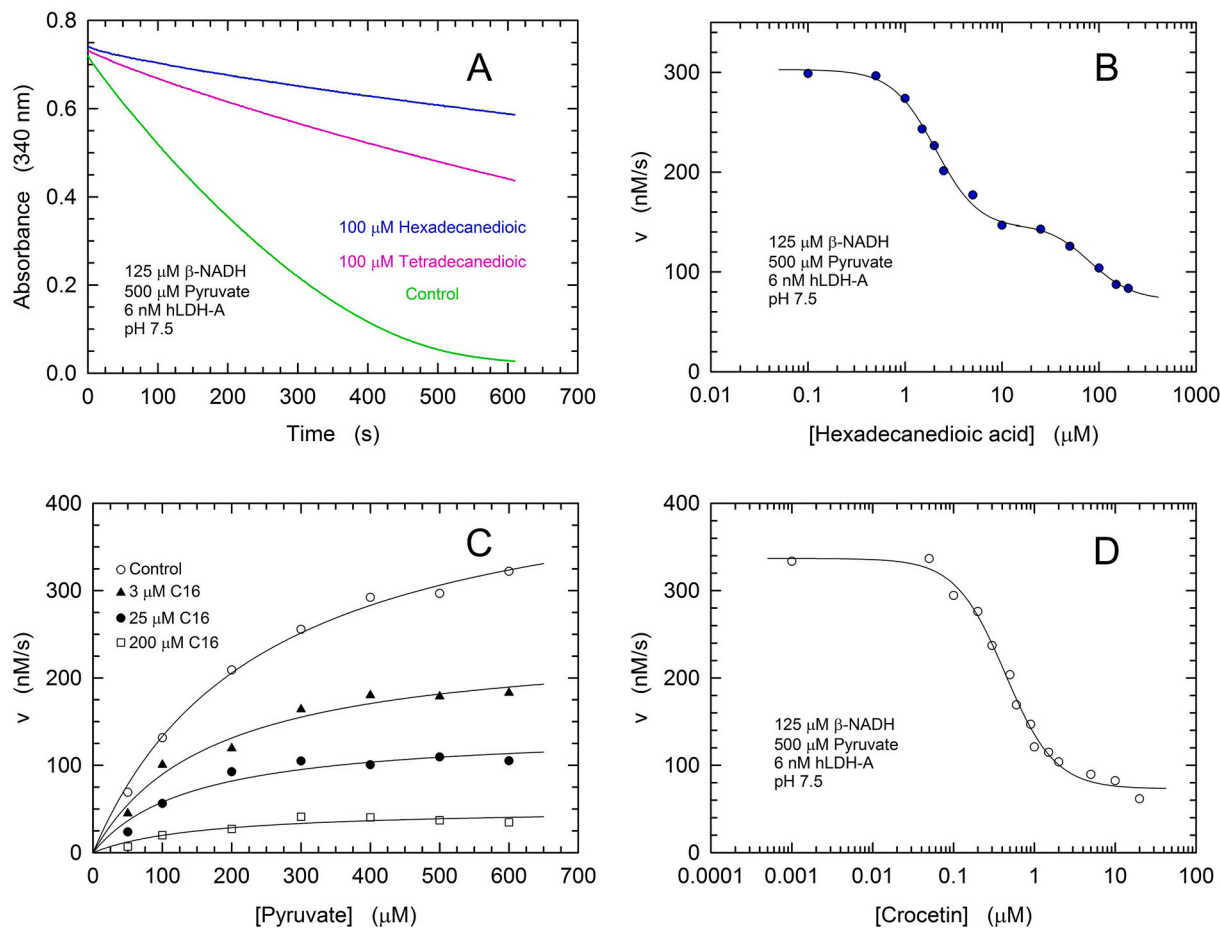 A
Absorbance (340 nm)
0.8
0.6
0.4
0.2
0.0
100 μM Hexadecanedioic
100 μM Tetradecanedioic
Control
125 μM β-NADH
500 μM Pyruvate
6 nM hLDH-A
pH 7.5
0 100 200 300 400 500 600 700
Time (s)
B
v (nM/s)
300
200
100
0
125 μM β-NADH
500 μM Pyruvate
6 nM hLDH-A
pH 7.5
0.01 0.1 1 10 100 1000
[Hexadecanedioic acid] (μM)
C
v (nM/s)
400
300
200
100
0
Control
3 μM C16
25 μM C16
200 μM C16
0 100 200 300 400 500 600 700
[Pyruvate] (μM)
D
v (nM/s)
400
300
200
100
0
125 μM β-NADH
500 μM Pyruvate
6 nM hLDH-A
pH 7.5
0.0001 0.001 0.01 0.1 1 10 100
[Crocetin] (μM)